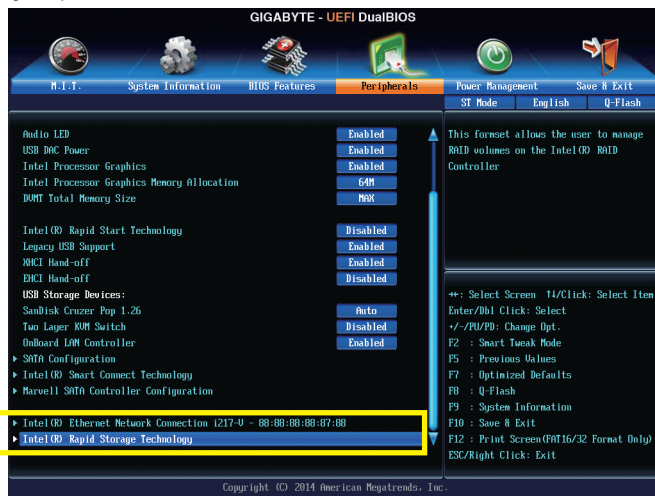 GIGABYTE - UEFI DualBIOS
M.I.T. System Information BIOS Features Peripherals Power Management Save & Exit
ST Mode English Q-Flash
Audio LED Enabled
USB DAC Power Enabled
Intel Processor Graphics Enabled
Intel Processor Graphics Memory Allocation 64M
DVMT Total Memory Size MAX
Intel(R) Rapid Start Technology Disabled
Legacy USB Support Enabled
XHCI Hand-off Enabled
EHCI Hand-off Disabled
USB Storage Devices:
SanDisk Cruzer Pop 1.26 Auto
Two Layer KVM Switch Disabled
OnBoard LAN Controller Enabled
SATA Configuration
Intel(R) Smart Connect Technology
Marvell SATA Controller Configuration
Intel(R) Ethernet Network Connection i217-V - 88:88:88:88:87:88
Intel(R) Rapid Storage Technology
This formset allows the user to manage
RAID volumes on the Intel(R) RAID
Controller
↔: Select Screen ↑↓/Click: Select Item
Enter/Dbl Click: Select
+/-/PU/PD: Change Opt.
F2 : Smart Tweak Mode
F5 : Previous Values
F7 : Optimized Defaults
F8 : Q-Flash
F9 : System Information
F10 : Save & Exit
F12 : Print Screen(FAT16/32 Format Only)
ESC/Right Click: Exit
Copyright (C) 2014 American Megatrends, Inc.